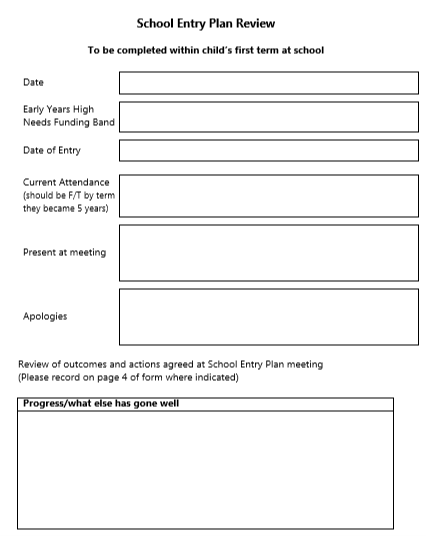 School Entry Plan Review
To be completed within child's first term at school
Date
Early Years High
Needs Funding Band
Date of Entry
Current Attendance
(should be F/T by term
they became 5 years)
Present at meeting
Apologies
Review of outcomes and actions agreed at School Entry Plan meeting
(Please record on page 4 of form where indicated)
Progress/what else has gone well